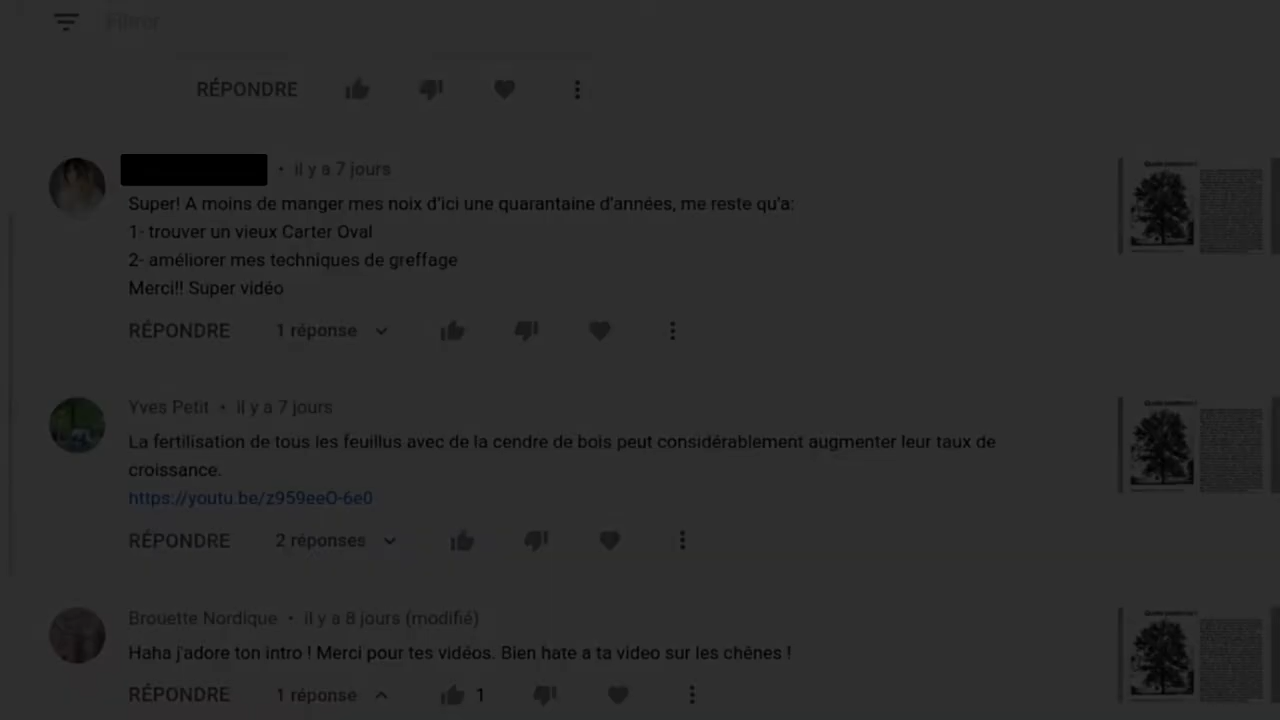 Filtrer
RÉPONDRE
• il y a 7 jours
Super! A moins de manger mes noix d'ici une quarantaine d'années, me reste qu'a:
1- trouver un vieux Carter Oval
2- améliorer mes techniques de greffage
Merci!! Super vidéo
RÉPONDRE 1 réponse
Yves Petit • il y a 7 jours
La fertilisation de tous les feuillus avec de la cendre de bois peut considérablement augmenter leur taux de
croissance.
https://youtu.be/z959eeO-6e0
RÉPONDRE 2 réponses
Brouette Nordique • il y a 8 jours (modifié)
Haha j'adore ton intro ! Merci pour tes vidéos. Bien hate a ta video sur les chênes !
RÉPONDRE 1 réponse 1